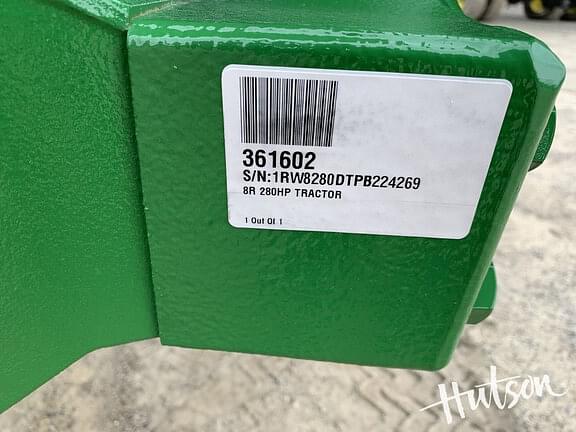 361602
S/N:1RW8280DTPB224269
8R 280HP TRACTOR
1 Out Of 1
Hutson